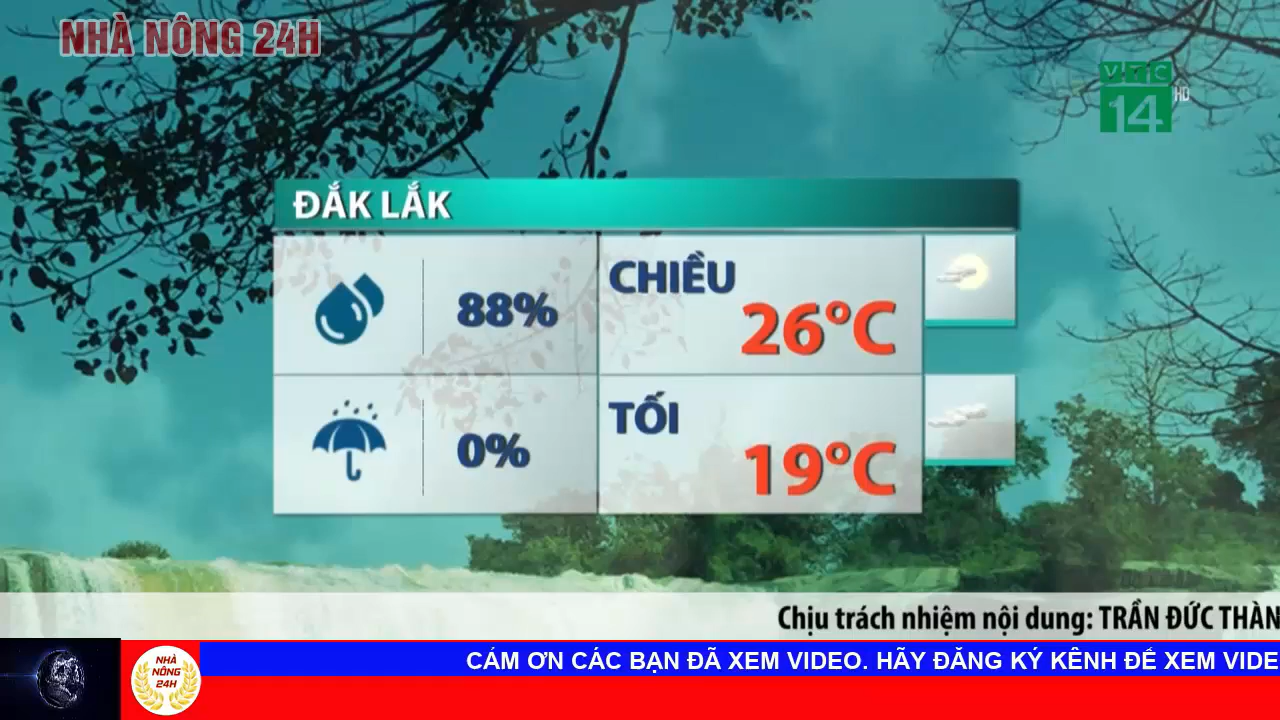 NHÀ NÔNG 24H
VTC
14
HD
ĐẮK LẮK
88%
CHIỀU
26°C
0%
TỐI
19°C
Chịu trách nhiệm nội dung: TRẦN ĐỨC THÀN
NHÀ
NÔNG
24H
CÁM ƠN CÁC BẠN ĐÃ XEM VIDEO. HÃY ĐĂNG KÝ KÊNH ĐỂ XEM VIDE